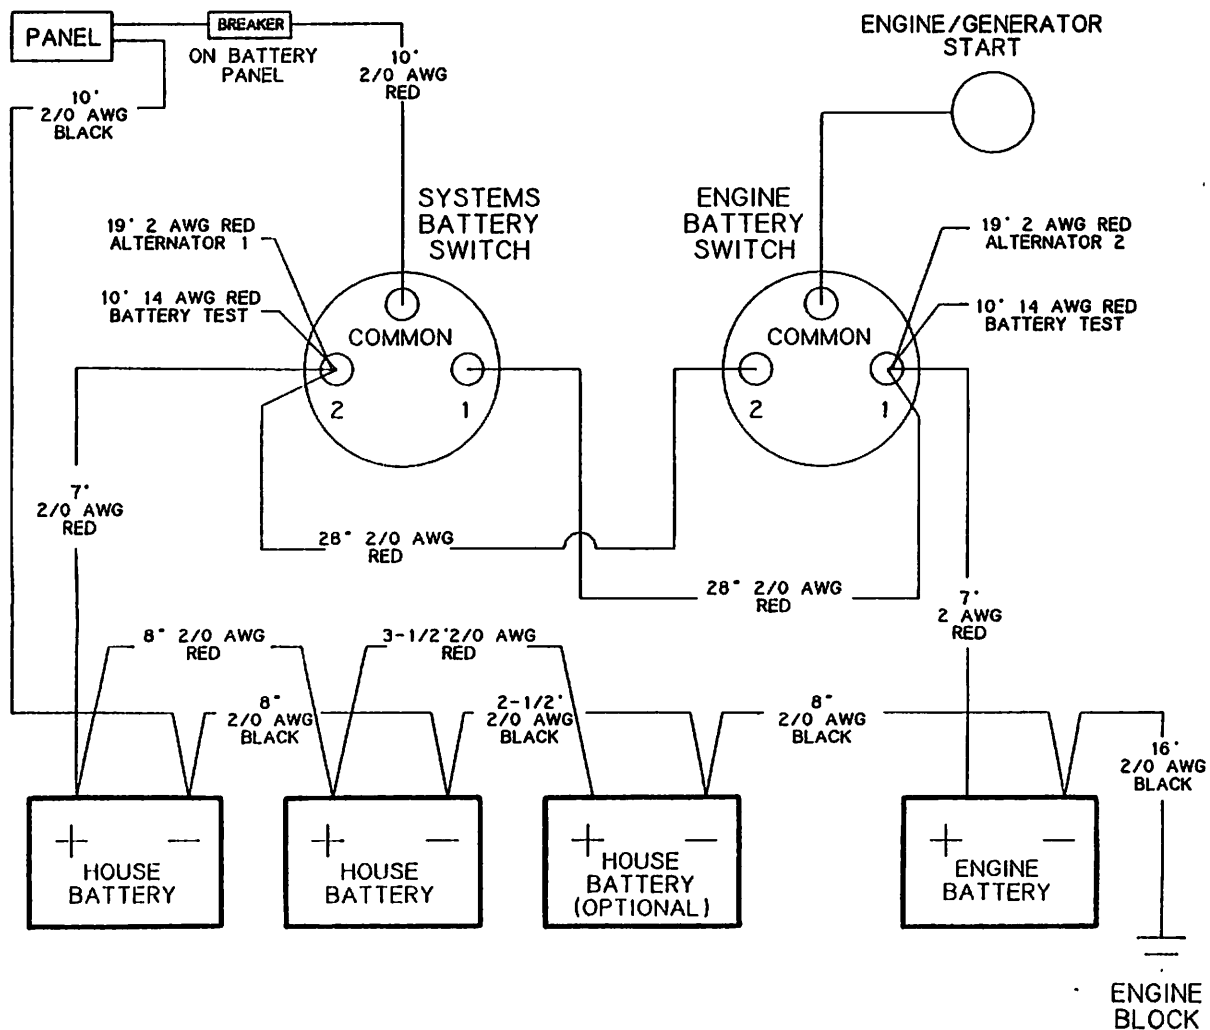 PANEL
BREAKER
ON BATTERY
PANEL
10'
2/0 AWG
RED
10'
2/0 AWG
BLACK
ENGINE/GENERATOR
START
SYSTEMS
BATTERY
SWITCH
ENGINE
BATTERY
SWITCH
19' 2 AWG RED
ALTERNATOR 1
10' 14 AWG RED
BATTERY TEST
19' 2 AWG RED
ALTERNATOR 2
10' 14 AWG RED
BATTERY TEST
COMMON
2
1
COMMON
2
1
7'
2/0 AWG
RED
28" 2/0 AWG
RED
28" 2/0 AWG
RED
7'
2 AWG
RED
8" 2/0 AWG
RED
3-1/2'2/0 AWG
RED
8"
2/0 AWG
BLACK
2-1/2'
2/0 AWG
BLACK
8"
2/0 AWG
BLACK
16'
2/0 AWG
BLACK
+ −
HOUSE
BATTERY
+ −
HOUSE
BATTERY
+ −
HOUSE
BATTERY
(OPTIONAL)
+ −
ENGINE
BATTERY
ENGINE
BLOCK